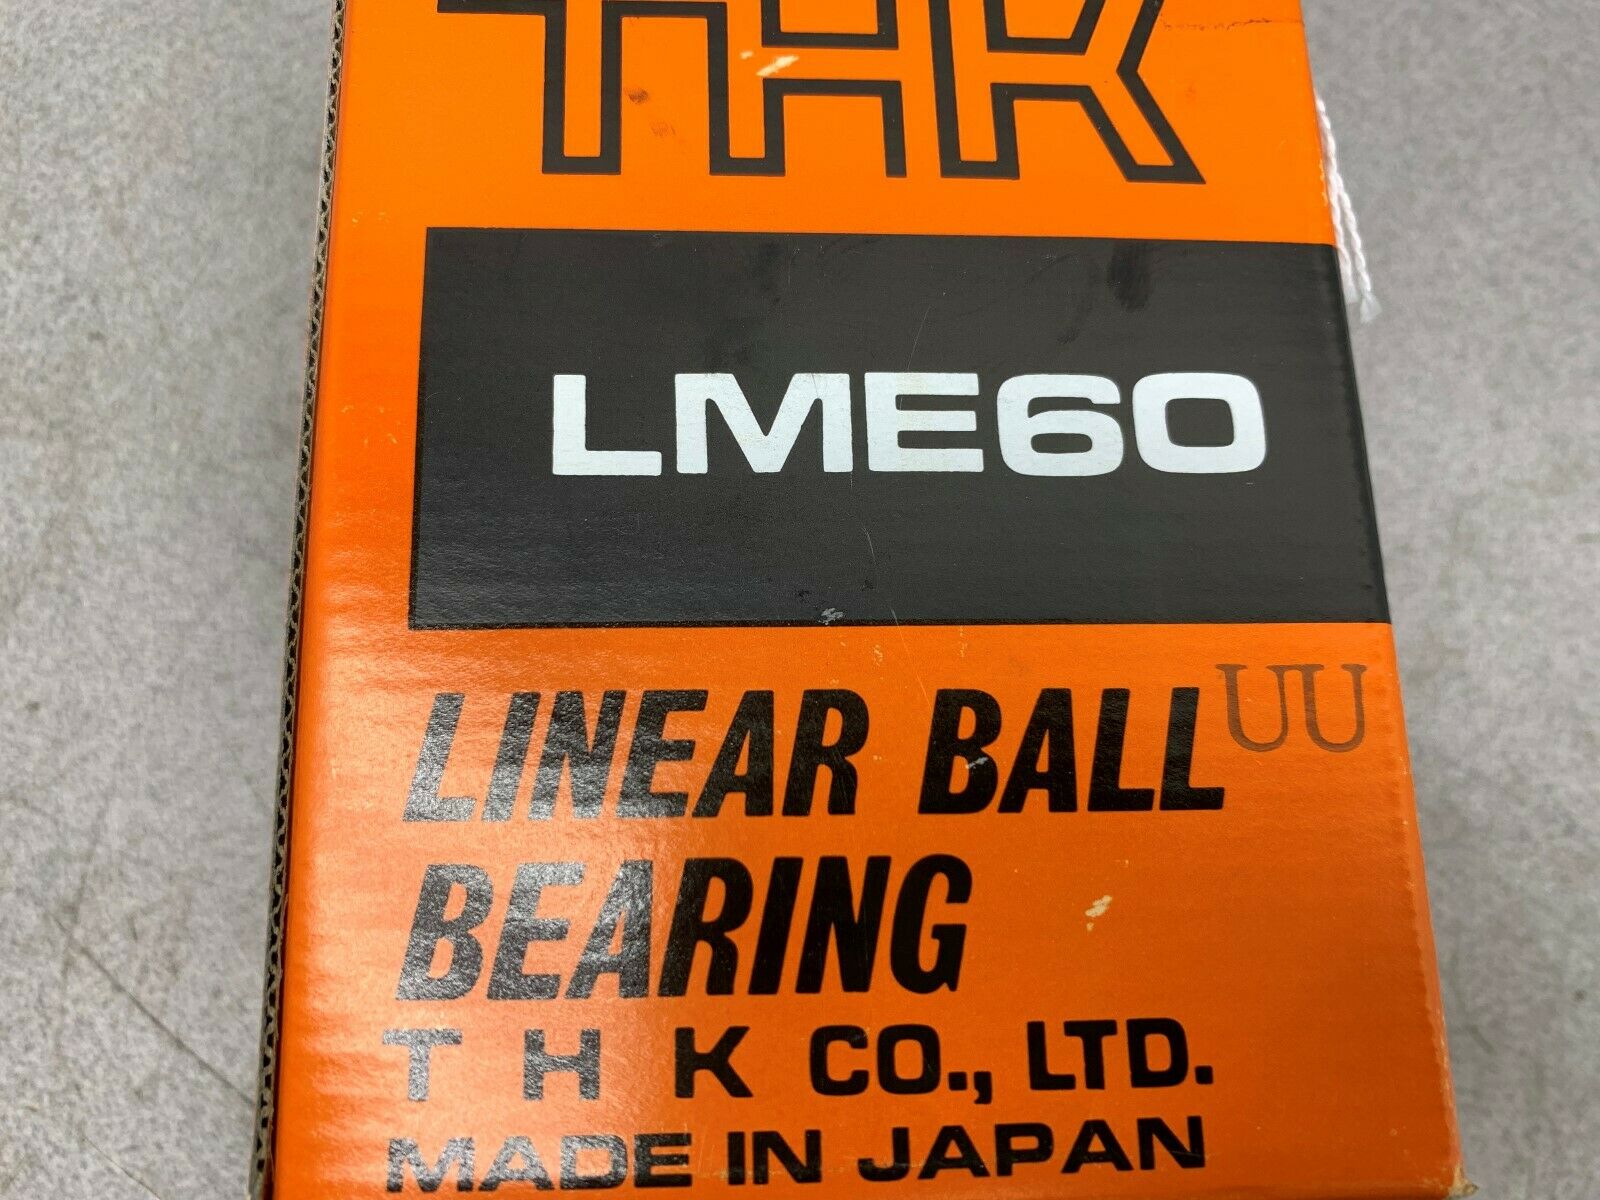 THK
LME60
UU
LINEAR BALL
BEARING
T H K CO., LTD.
MADE IN JAPAN